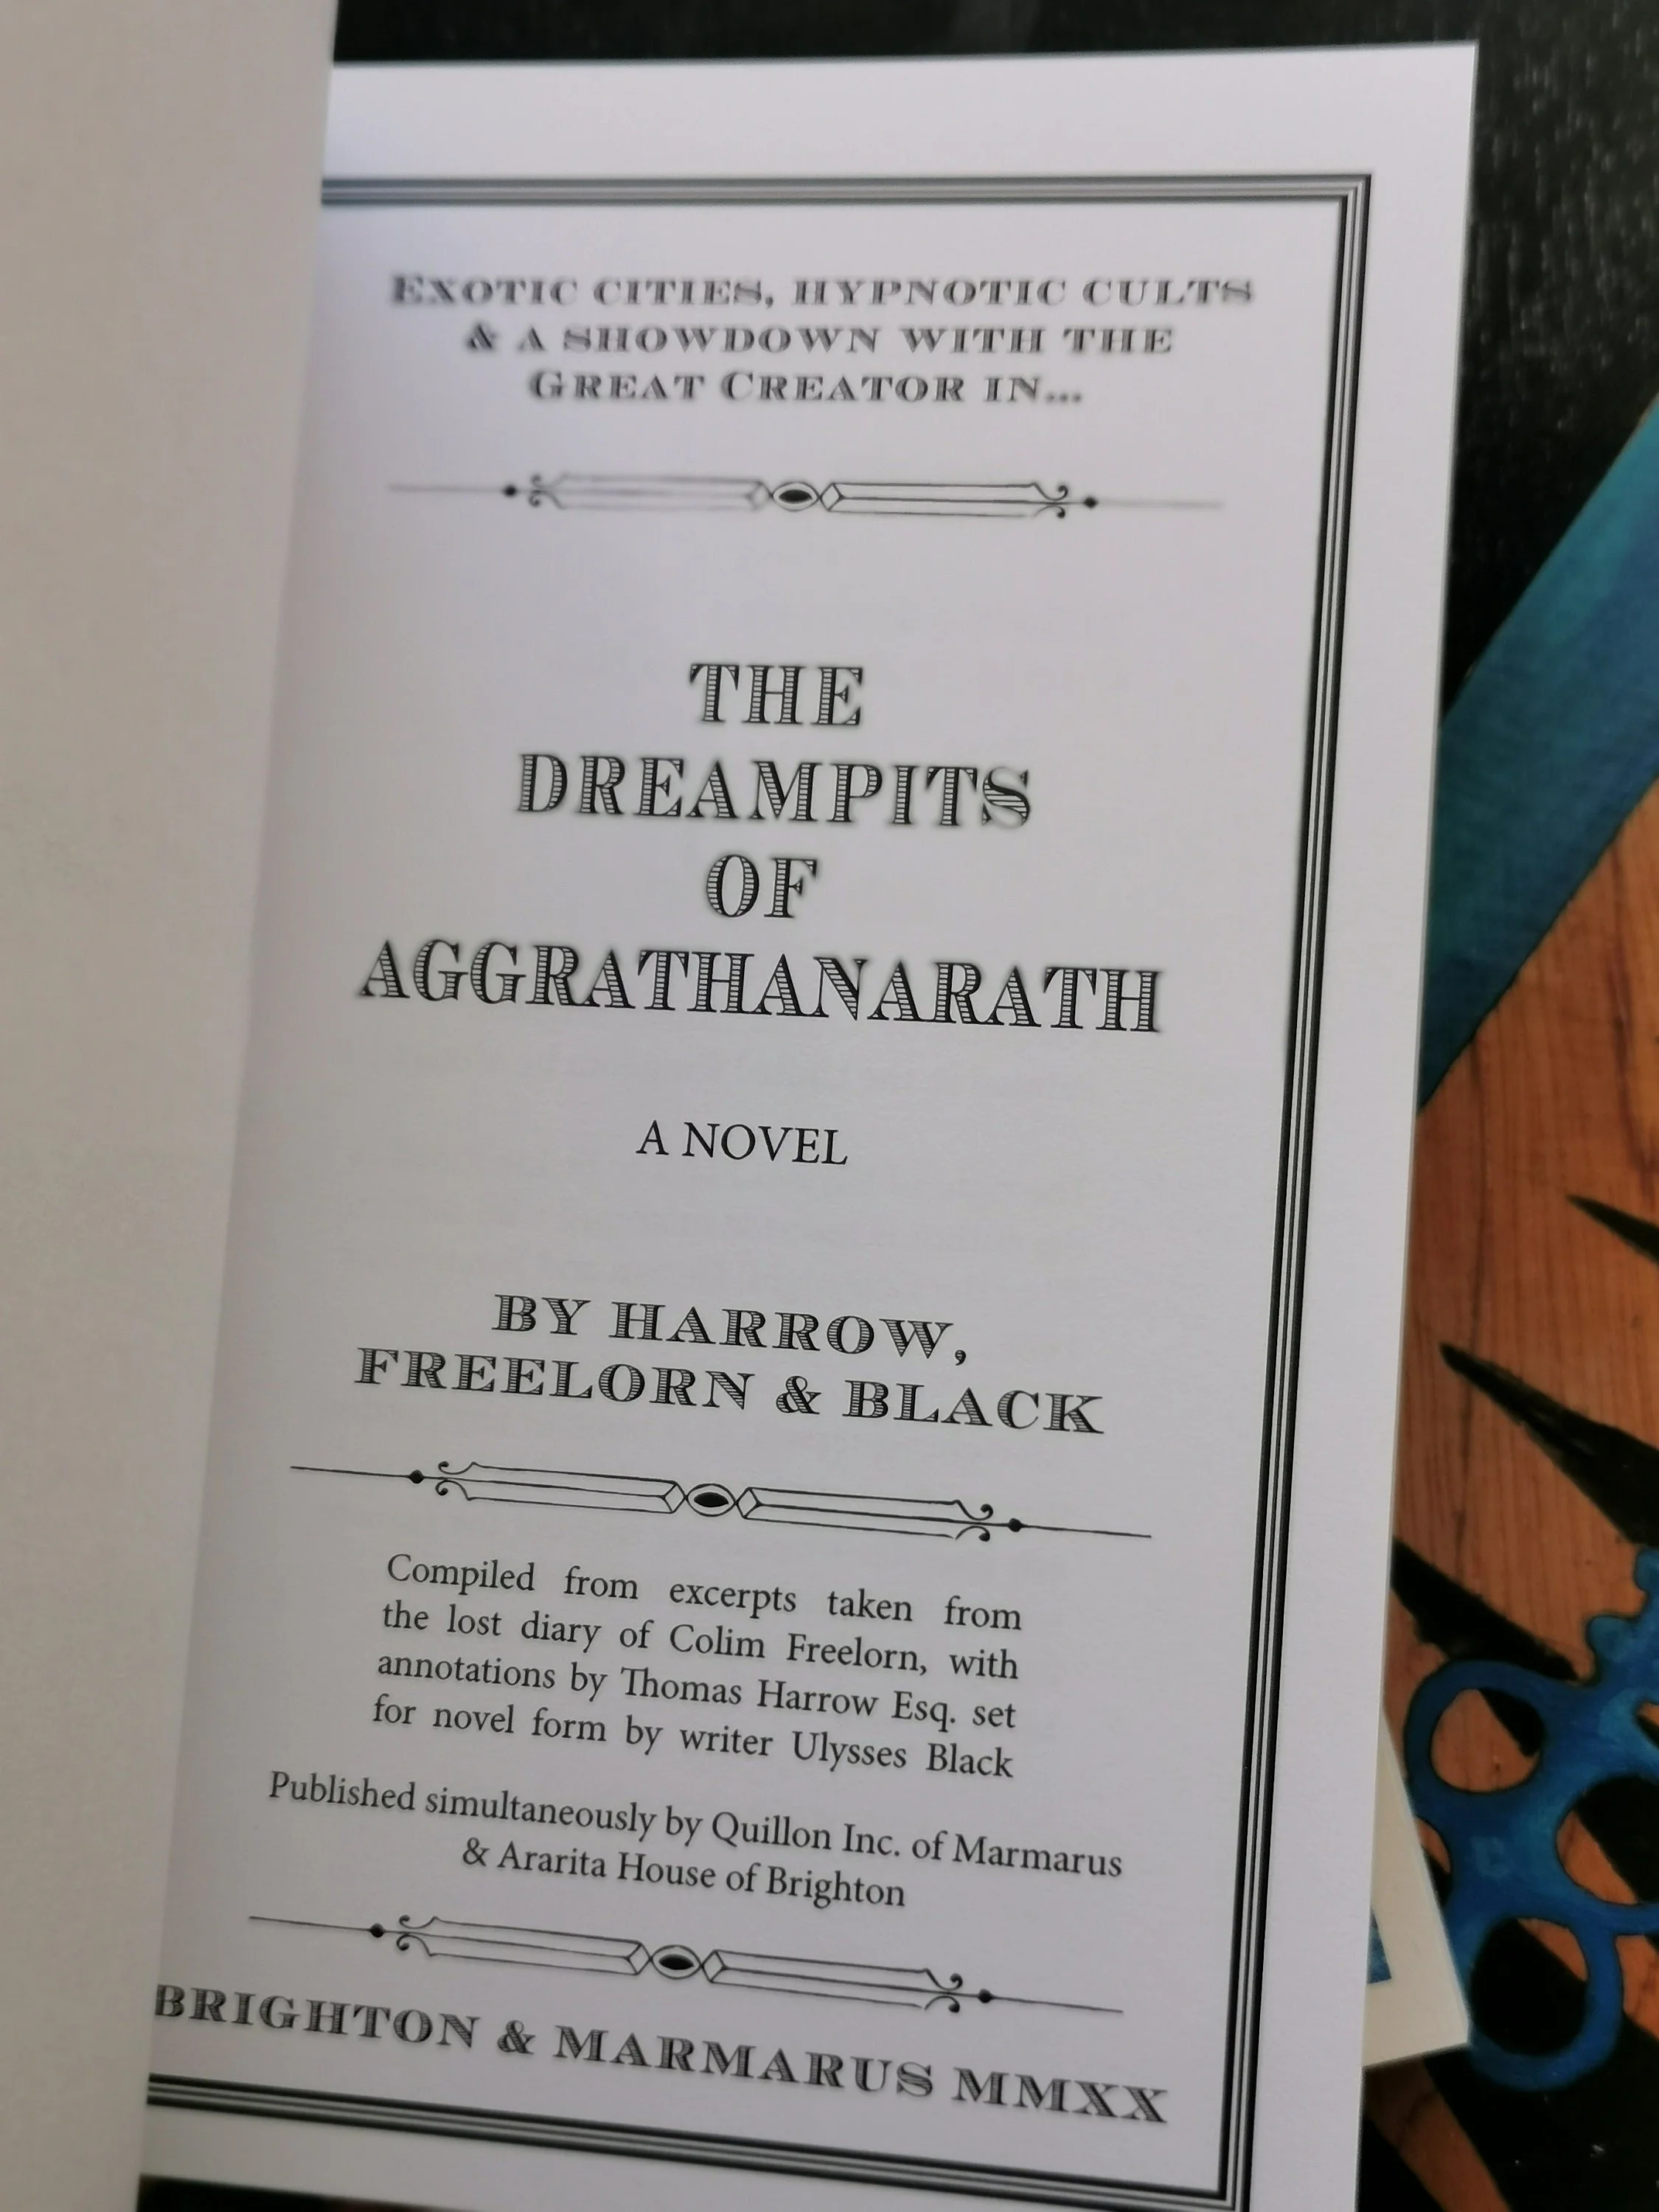 EXOTIC CITIES, HYPNOTIC CULTS
& A SHOWDOWN WITH THE
GREAT CREATOR IN...
THE
DREAMPITS
OF
AGGRATHANARATH
A NOVEL
BY HARROW,
FREELORN & BLACK
Compiled from excerpts taken from
the lost diary of Colim Freelorn, with
annotations by Thomas Harrow Esq. set
for novel form by writer Ulysses Black
Published simultaneously by Quillon Inc. of Marmarus
& Ararita House of Brighton
BRIGHTON & MARMARUS MMXX